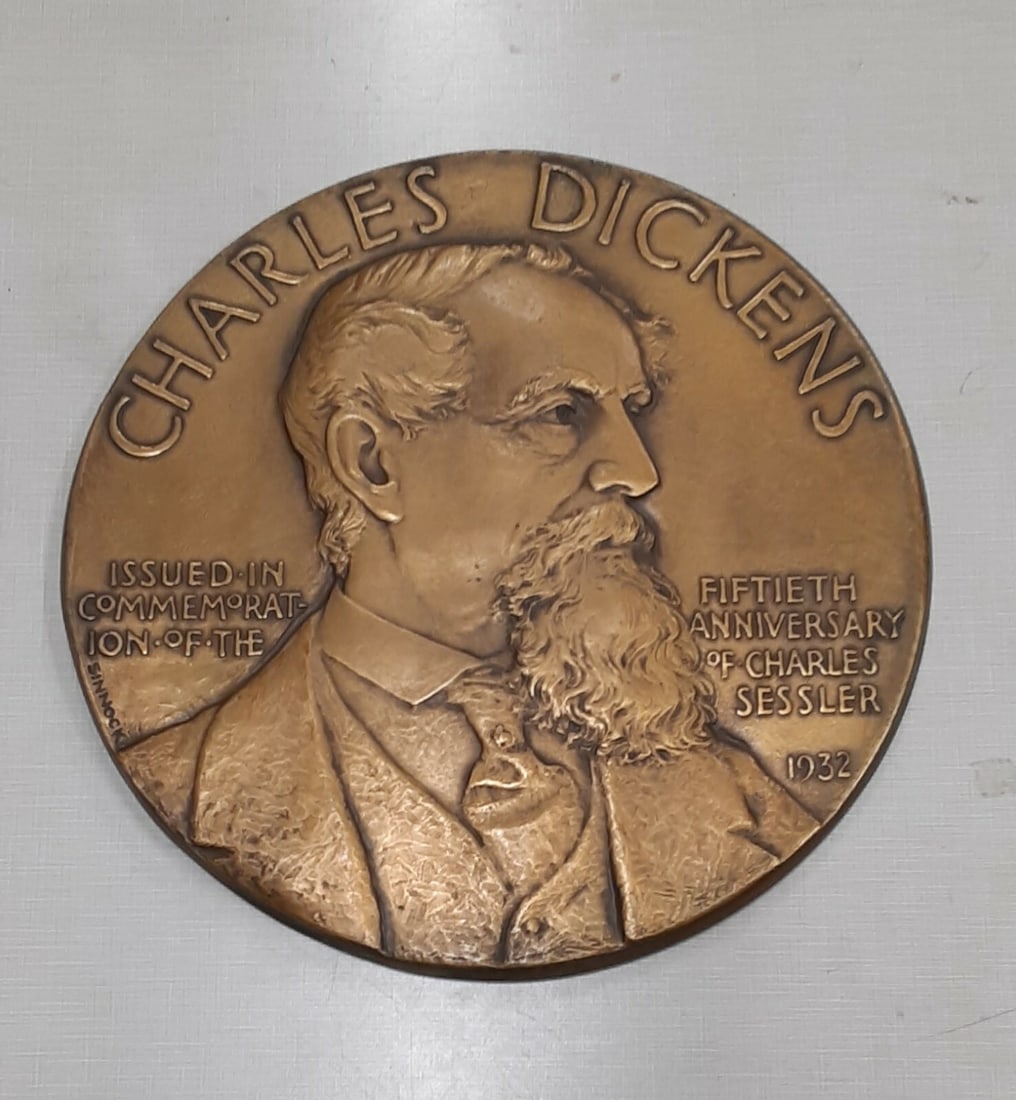 CHARLES DICKENS
ISSUED·IN
COMMEMORAT-
ION·OF·THE
SINNOCK
FIFTIETH
ANNIVERSARY
OF·CHARLES
SESSLER
1932